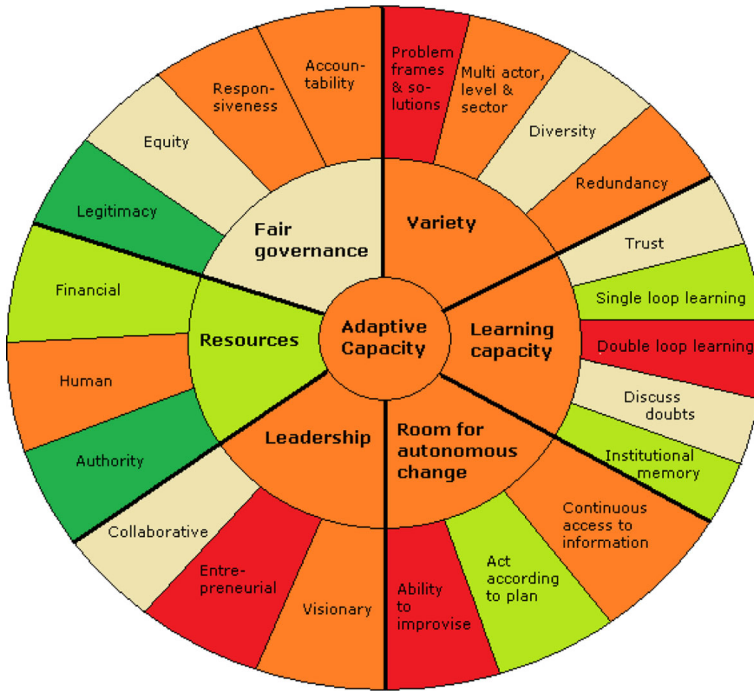 Problem
frames
& so-
lutions
Multi actor,
level &
sector
Diversity
Redundancy
Trust
Single loop learning
Double loop learning
Discuss
doubts
Institutional
memory
Continuous
access to
information
Act
according
to plan
Ability
to
improvise
Visionary
Entre-
preneurial
Collaborative
Authority
Human
Financial
Legitimacy
Equity
Respon-
siveness
Accoun-
tability
Fair
governance
Variety
Learning
capacity
Room for
autonomous
change
Leadership
Resources
Adaptive
Capacity